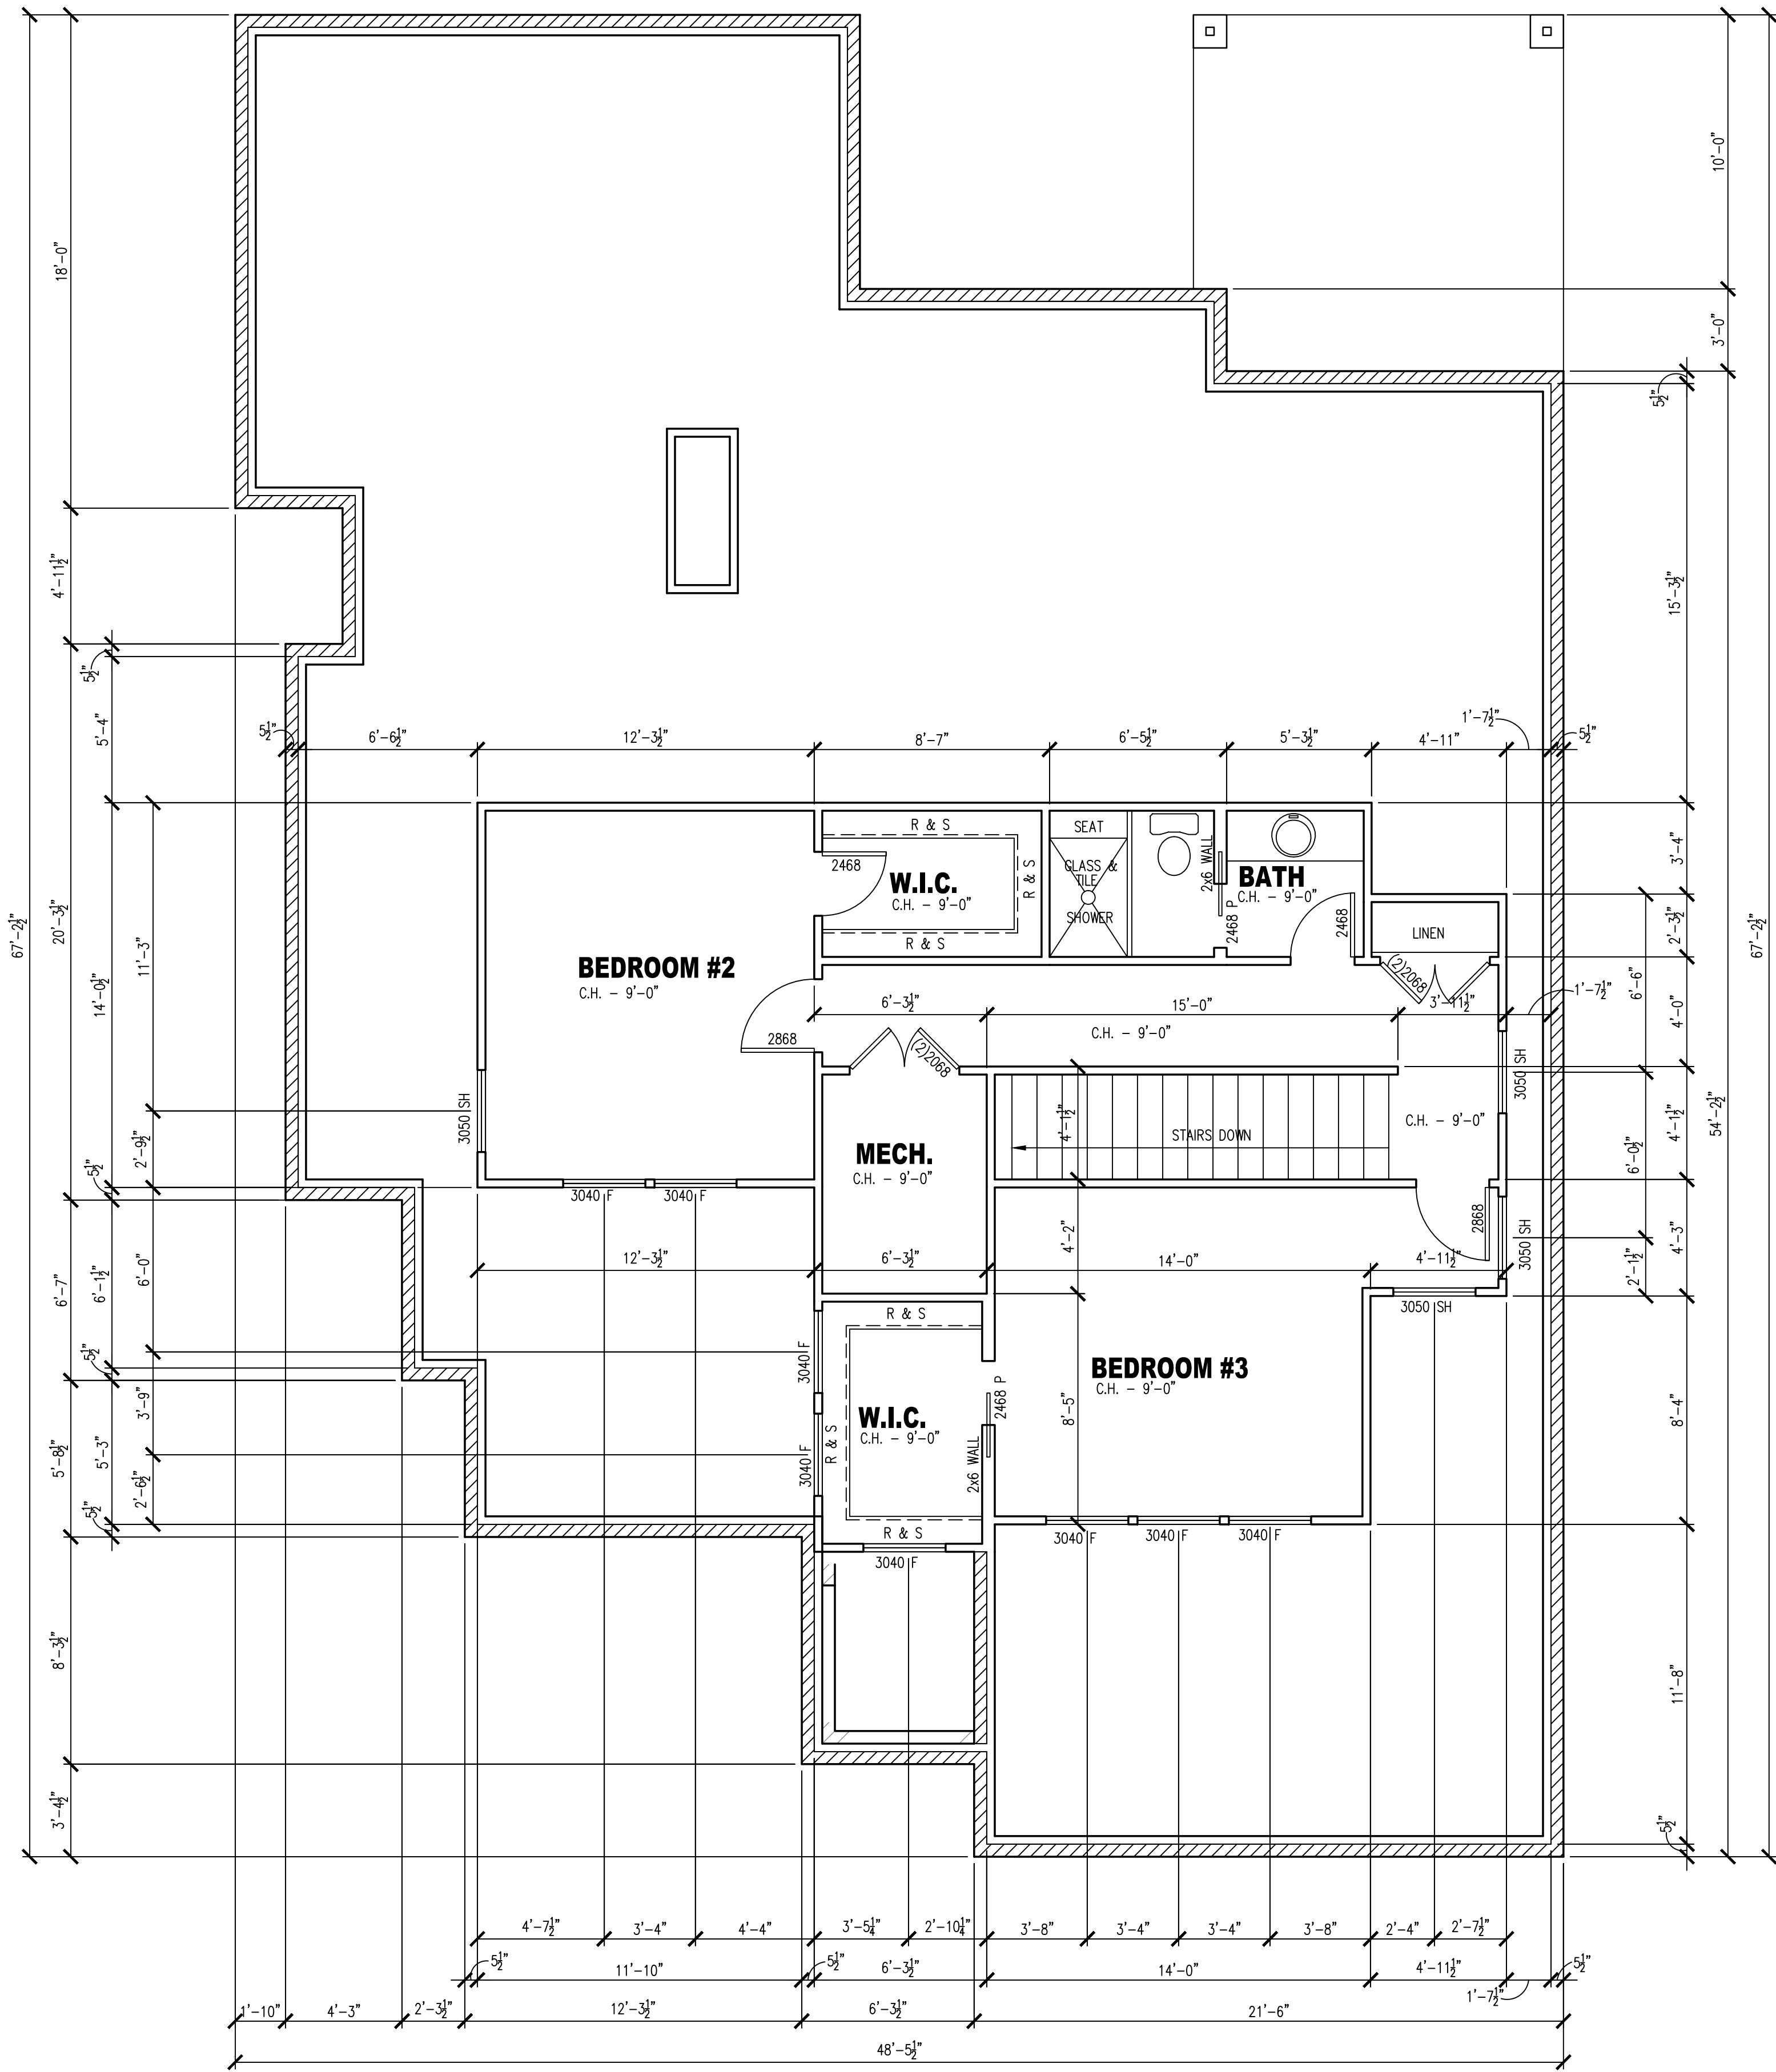 10'-0"
18'-0"
3'-0"
5½"
4'-11½"
15'-3½"
5½"
5'-4"
5½"
6'-6½"
12'-3½"
8'-7"
6'-5½"
5'-3½"
4'-11"
1'-7½"
5½"
R & S
SEAT
2468
W.I.C.
C.H. - 9'-0"
R & S
R & S
GLASS &
TILE
SHOWER
2x6 WALL
2468 P
BATH
C.H. - 9'-0"
2468
3'-4"
LINEN
(2)2068
2'-3½"
67'-2½"
20'-3½"
14'-0½"
11'-3"
BEDROOM #2
C.H. - 9'-0"
6'-3½"
15'-0"
3'-11½"
1'-7½"
6'-6"
4'-0"
67'-2½"
2868
(2)2068
C.H. - 9'-0"
3050 SH
3050 SH
4'-1½"
STAIRS DOWN
C.H. - 9'-0"
4'-1½"
54'-2½"
2'-9½"
5½"
MECH.
C.H. - 9'-0"
6'-0½"
3040 F
3040 F
2868
3050 SH
4'-2"
4'-3"
2'-1½"
6'-7"
6'-1½"
6'-0"
12'-3½"
6'-3½"
14'-0"
4'-11½"
3050 SH
R & S
5½"
3040 F
BEDROOM #3
C.H. - 9'-0"
2468 P
3'-9"
8'-5"
8'-4"
W.I.C.
C.H. - 9'-0"
R & S
3040 F
2x6 WALL
5'-8½"
5'-3"
2'-6½"
5½"
R & S
3040 F
3040 F
3040 F
3040 F
8'-3½"
11'-8"
3'-4½"
5½"
4'-7½"
3'-4"
4'-4"
3'-5¼"
2'-10¼"
3'-8"
3'-4"
3'-4"
3'-8"
2'-4"
2'-7½"
5½"
11'-10"
5½"
6'-3½"
14'-0"
4'-11½"
1'-7½"
5½"
1'-10"
4'-3"
2'-3½"
12'-3½"
6'-3½"
21'-6"
48'-5½"